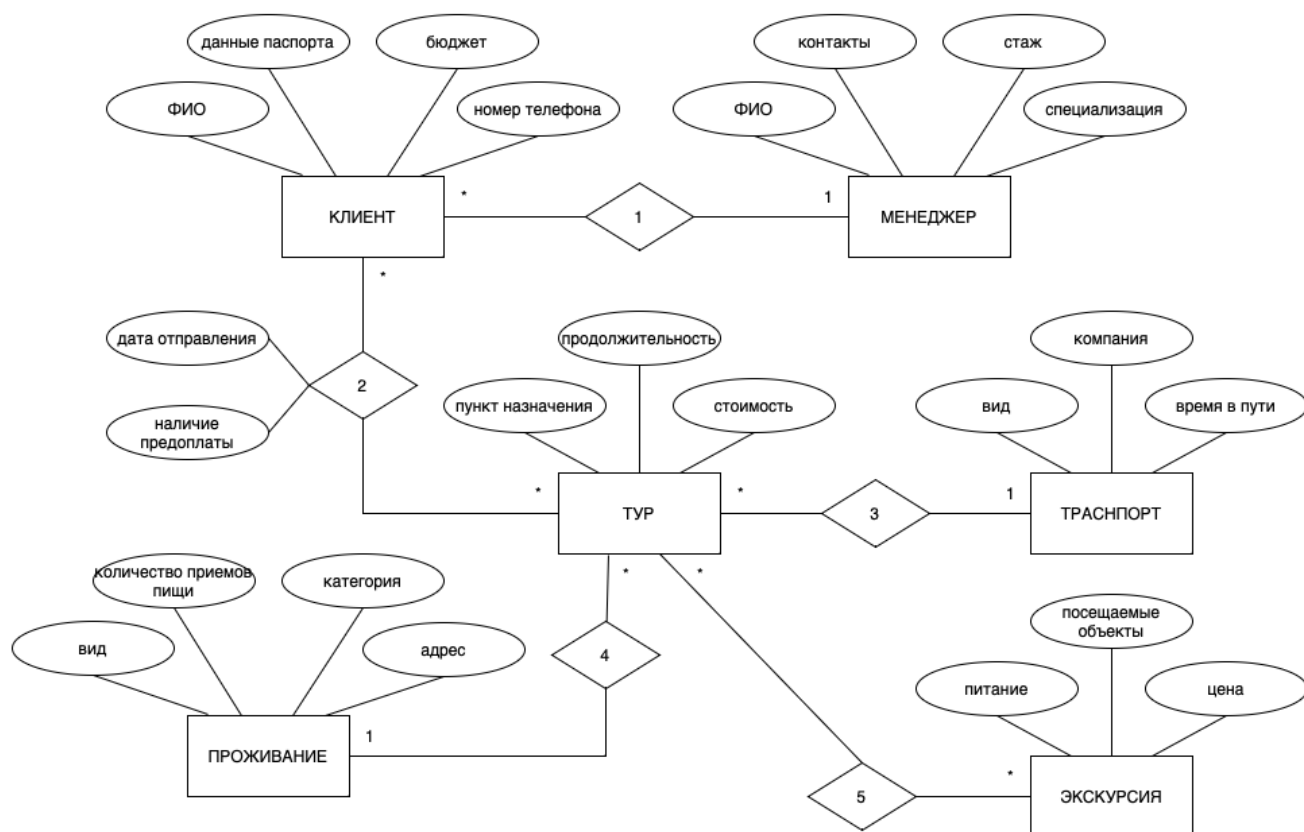 данные паспорта
бюджет
контакты
стаж
ФИО
номер телефона
ФИО
специализация
КЛИЕНТ
*
1
1
МЕНЕДЖЕР
*
дата отправления
2
наличие
предоплаты
продолжительность
компания
пункт назначения
стоимость
вид
время в пути
*
ТУР
*
3
1
ТРАСНПОРТ
*
*
количество приемов
пищи
категория
вид
адрес
4
посещаемые
объекты
питание
цена
ПРОЖИВАНИЕ
1
5
*
ЭКСКУРСИЯ